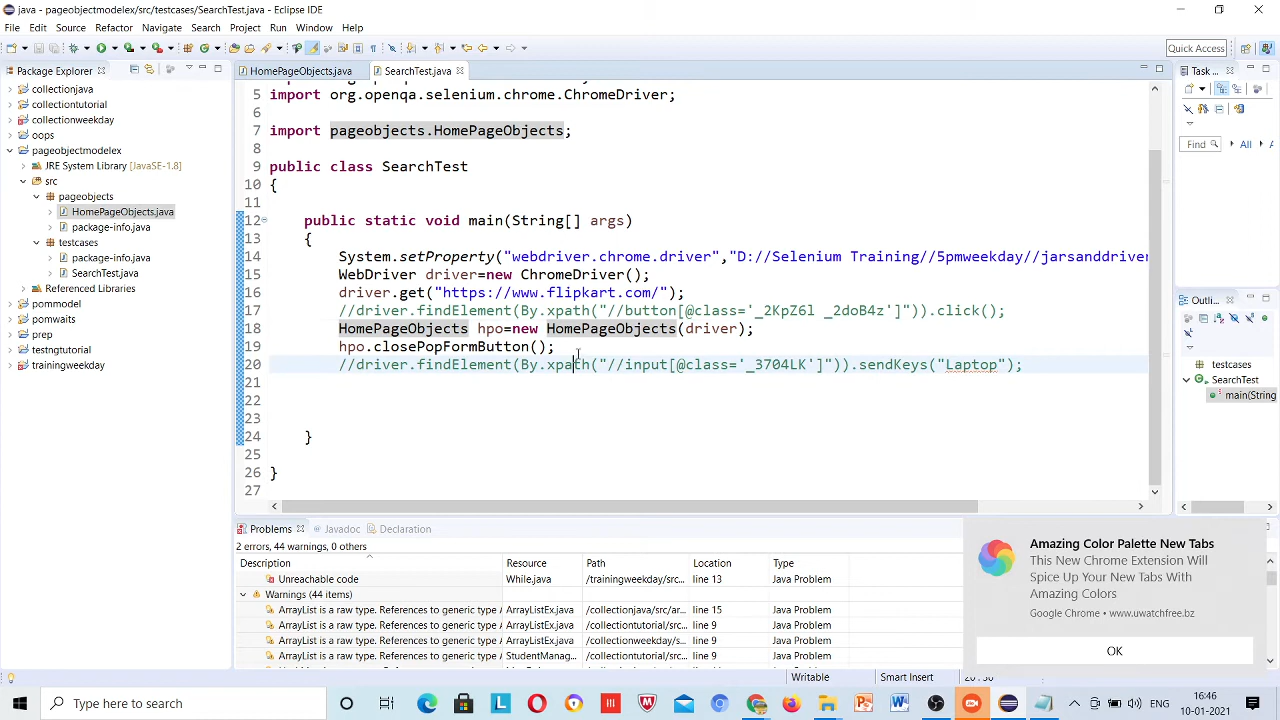 java - pageobjectmodelex/src/testcases/SearchTest.java - Eclipse IDE
File Edit Source Refactor Navigate Search Project Run Window Help
Quick Access
Package Explorer
HomePageObjects.java
SearchTest.java
Task
collectionjava
collectiontutorial
collectionweekday
oops
pageobjectmodelex
JRE System Library [JavaSE-1.8]
src
pageobjects
HomePageObjects.java
package-info.java
testcases
package-info.java
SearchTest.java
Referenced Libraries
pommodel
pomtuto
prep
testngtutorial
trainingweekday
5 import org.openqa.selenium.chrome.ChromeDriver;
6
7 import pageobjects.HomePageObjects;
8
9 public class SearchTest
10 {
11
12 public static void main(String[] args)
13 {
14 System.setProperty("webdriver.chrome.driver","D://Selenium Training//5pmweekday//jarsanddriver
15 WebDriver driver=new ChromeDriver();
16 driver.get("https://www.flipkart.com/");
17 //driver.findElement(By.xpath("//button[@class='_2KpZ6l _2doB4z']")).click();
18 HomePageObjects hpo=new HomePageObjects(driver);
19 hpo.closePopFormButton();
20 //driver.findElement(By.xpath("//input[@class='_3704LK']")).sendKeys("Laptop");
21
22
23
24 }
25
26 }
27
Find
All
A
Outli
testcases
SearchTest
main(String
Problems Javadoc Declaration
2 errors, 44 warnings, 0 others
Description Resource Path Location Type
Unreachable code While.java /trainingweekday/src... line 13 Java Problem
Warnings (44 items)
ArrayList is a raw type. References to generic type A ArrayListEx.java /collectionjava/src/ar... line 15 Java Problem
ArrayList is a raw type. References to generic type A ArrayListEx.java /collectiontutorial/src... line 9 Java Problem
ArrayList is a raw type. References to generic type A ArrayListEx.java /collectionweekday/s... line 9 Java Problem
ArrayList is a raw type. References to generic type A StudentManag... /collectionweekday/s... line 9 Java Problem
Amazing Color Palette New Tabs
This New Chrome Extension Will
Spice Up Your New Tabs With
Amazing Colors
Google Chrome • www.uwatchfree.bz
OK
Writable
Smart Insert
Type here to search
ENG
16:46
10-01-2021